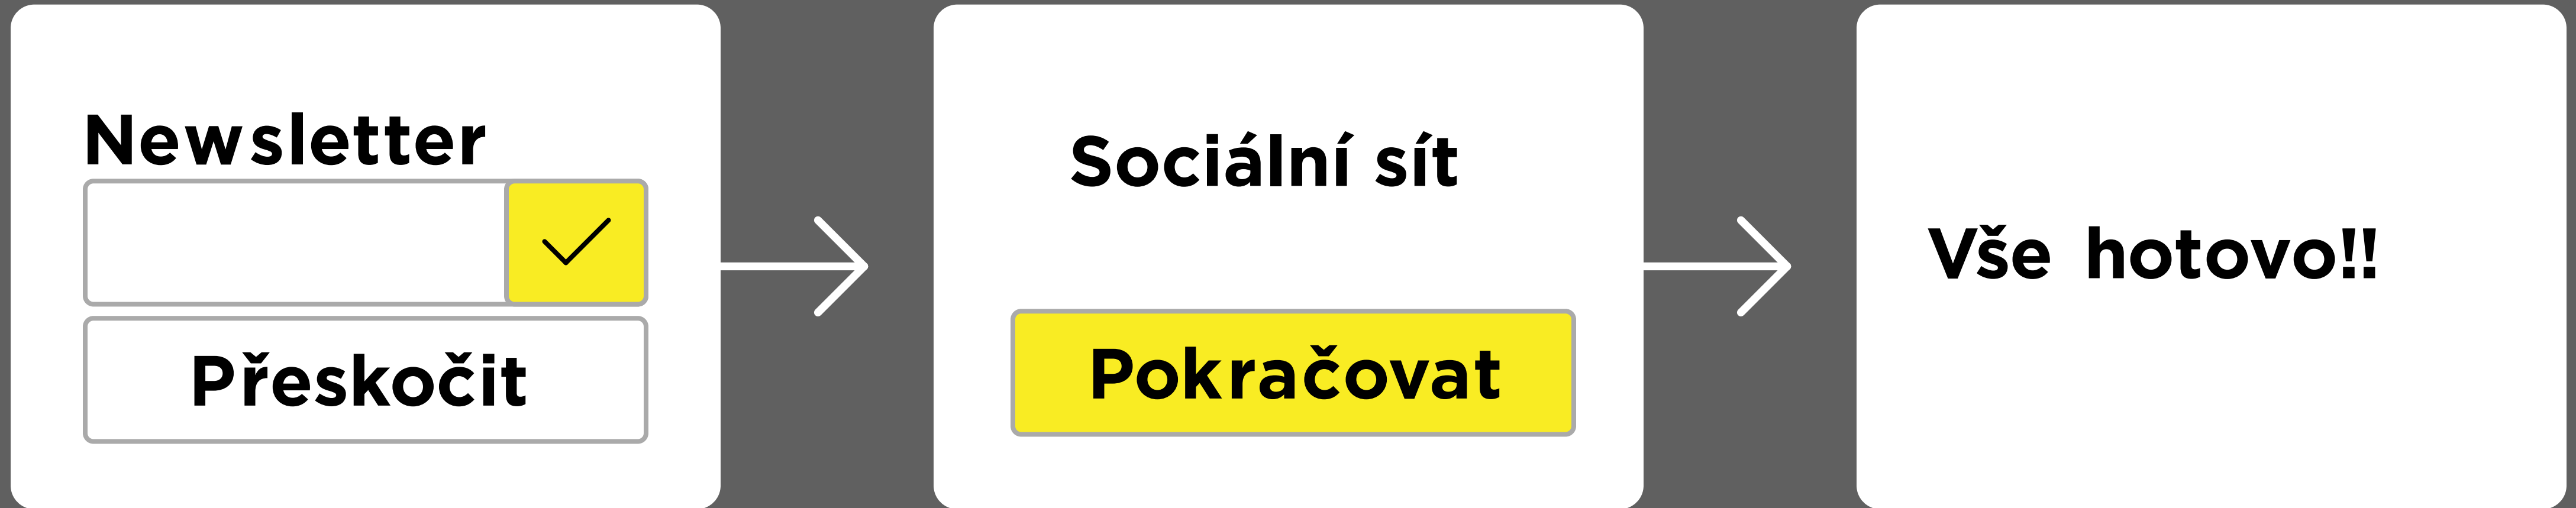 Newsletter
Přeskočit
Sociální sít
Pokračovat
Vše hotovo!!